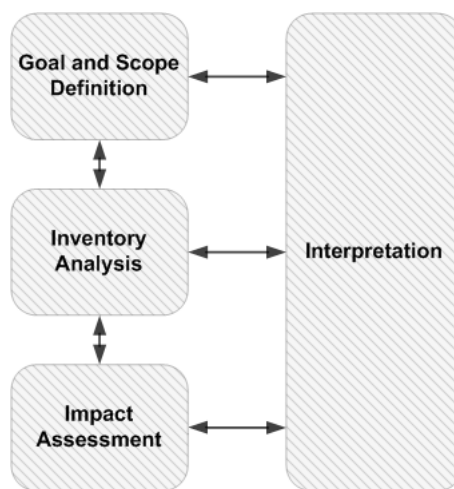 Goal and Scope
Definition
Inventory
Analysis
Interpretation
Impact
Assessment